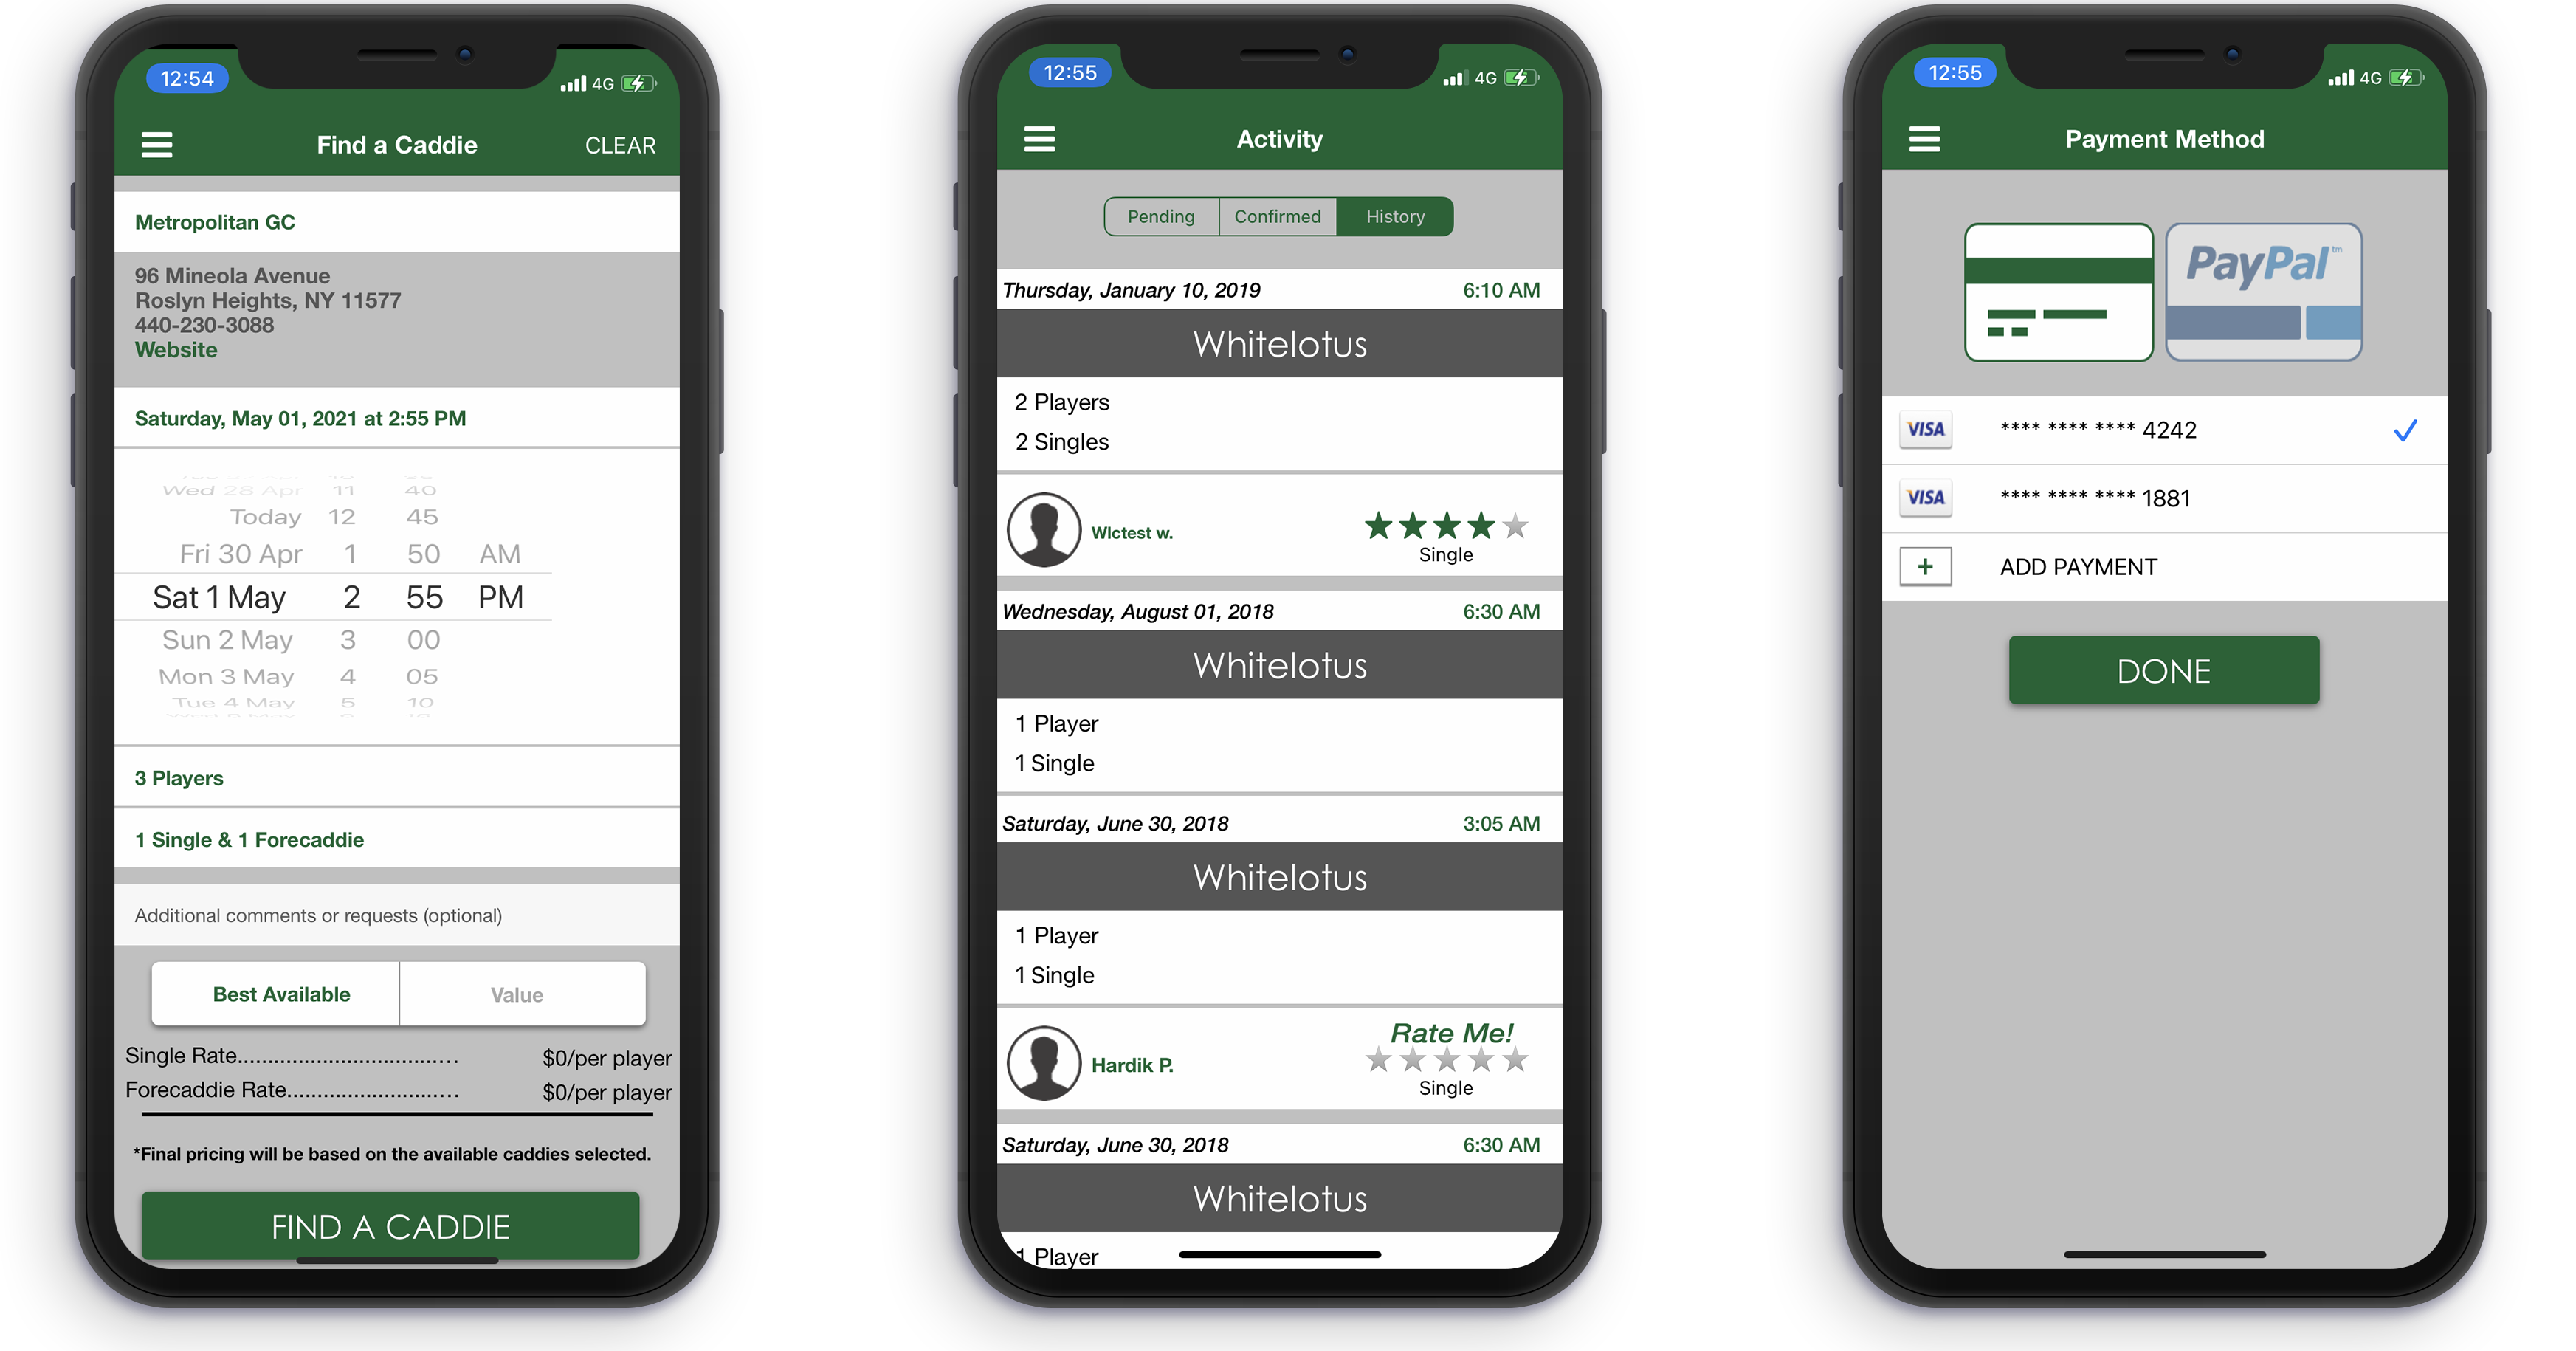 12:54
4G
Find a Caddie
CLEAR
Metropolitan GC
96 Mineola Avenue
Roslyn Heights, NY 11577
440-230-3088
Website
Saturday, May 01, 2021 at 2:55 PM
Wed 28 Apr 11 40
Today 12 45
Fri 30 Apr 1 50 AM
Sat 1 May 2 55 PM
Sun 2 May 3 00
Mon 3 May 4 05
Tue 4 May 5 10
3 Players
1 Single & 1 Forecaddie
Additional comments or requests (optional)
Best Available
Value
Single Rate..................................... $0/per player
Forecaddie Rate............................. $0/per player
*Final pricing will be based on the available caddies selected.
FIND A CADDIE
12:55
4G
Activity
Pending
Confirmed
History
Thursday, January 10, 2019 6:10 AM
Whitelotus
2 Players
2 Singles
Wlctest w.
Single
Wednesday, August 01, 2018 6:30 AM
Whitelotus
1 Player
1 Single
Saturday, June 30, 2018 3:05 AM
Whitelotus
1 Player
1 Single
Rate Me!
Hardik P.
Single
Saturday, June 30, 2018 6:30 AM
Whitelotus
1 Player
12:55
4G
Payment Method
PayPal™
VISA **** **** **** 4242
VISA **** **** **** 1881
+ ADD PAYMENT
DONE